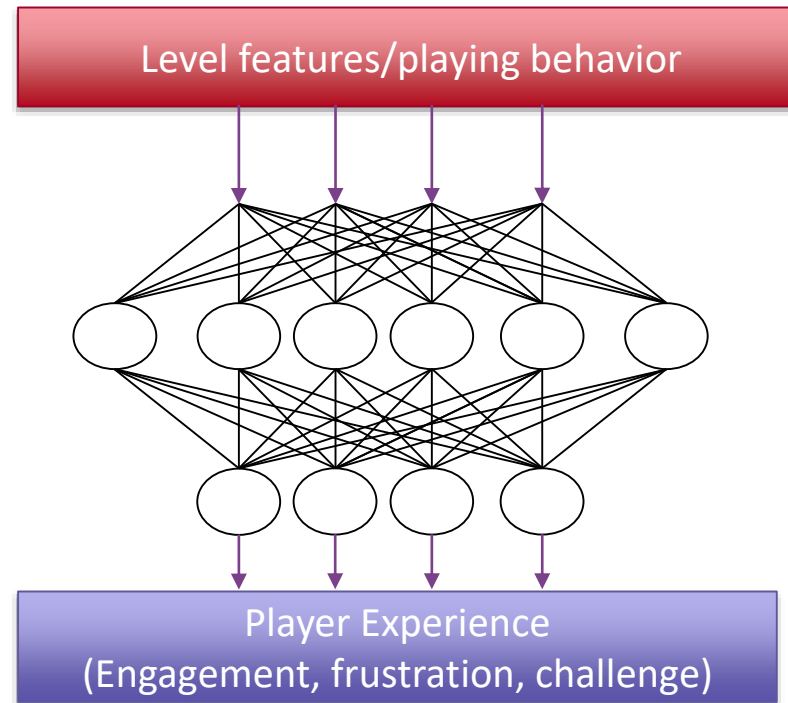 Level features/playing behavior
Player Experience
(Engagement, frustration, challenge)